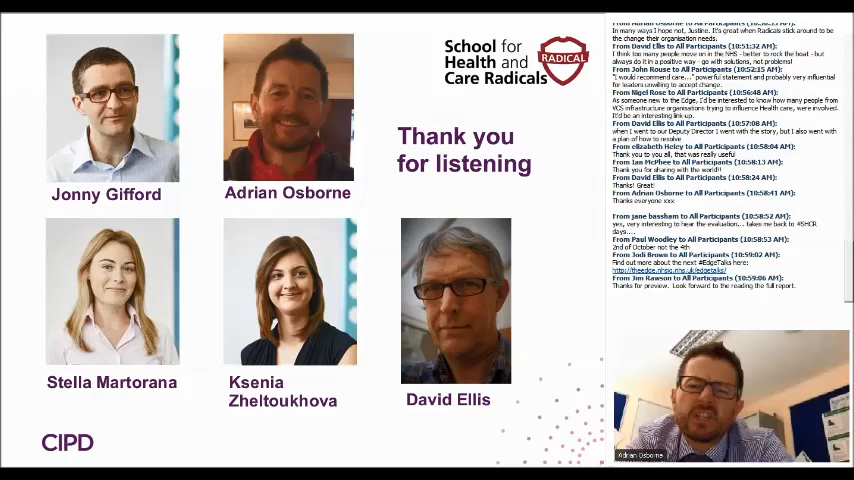 School for
Health and
Care Radicals
RADICAL
Thank you
for listening
Jonny Gifford
Adrian Osborne
Stella Martorana
Ksenia
Zheltoukhova
David Ellis
CIPD
In many ways I hope not, Justine. It's great when Radicals stick around to be
the change their organisation needs.
From David Ellis to All Participants (10:51:32 AM):
I think too many people move on in the NHS - better to rock the boat - but
always do it in a positive way - go with solutions, not problems!
From John Rouse to All Participants (10:52:15 AM):
"I would recommend care..." powerful statement and probably very influential
for leaders unwilling to accept change.
From Nigel Rose to All Participants (10:56:48 AM):
As someone new to the Edge, I'd be interested to know how many people from
VCS infrastructure organisations trying to influence Health care, were involved.
It'd be an interesting link-up.
From David Ellis to All Participants (10:57:08 AM):
when I went to our Deputy Director I went with the story, but I also went with
a plan of how to resolve
From elizabeth Heley to All Participants (10:58:04 AM):
Thank you to you all, that was really useful
From Ian McPhee to All Participants (10:58:13 AM):
Thank you for sharing with the world!!
From David Ellis to All Participants (10:58:24 AM):
Thanks! Great!
From Adrian Osborne to All Participants (10:58:41 AM):
Thanks everyone xxx
From jane bassham to All Participants (10:58:52 AM):
yes, very interesting to hear the evaluation... takes me back to #SHCR
days....
From Paul Woodley to All Participants (10:58:53 AM):
2nd of October not the 4th
From Jodi Brown to All Participants (10:59:02 AM):
Find out more about the next #EdgeTalks here:
http://theedge.nhsiq.nhs.uk/edgetalks/
From Jim Rawson to All Participants (10:59:06 AM):
Thanks for preview. Look forward to the reading the full report.
Adrian Osborne